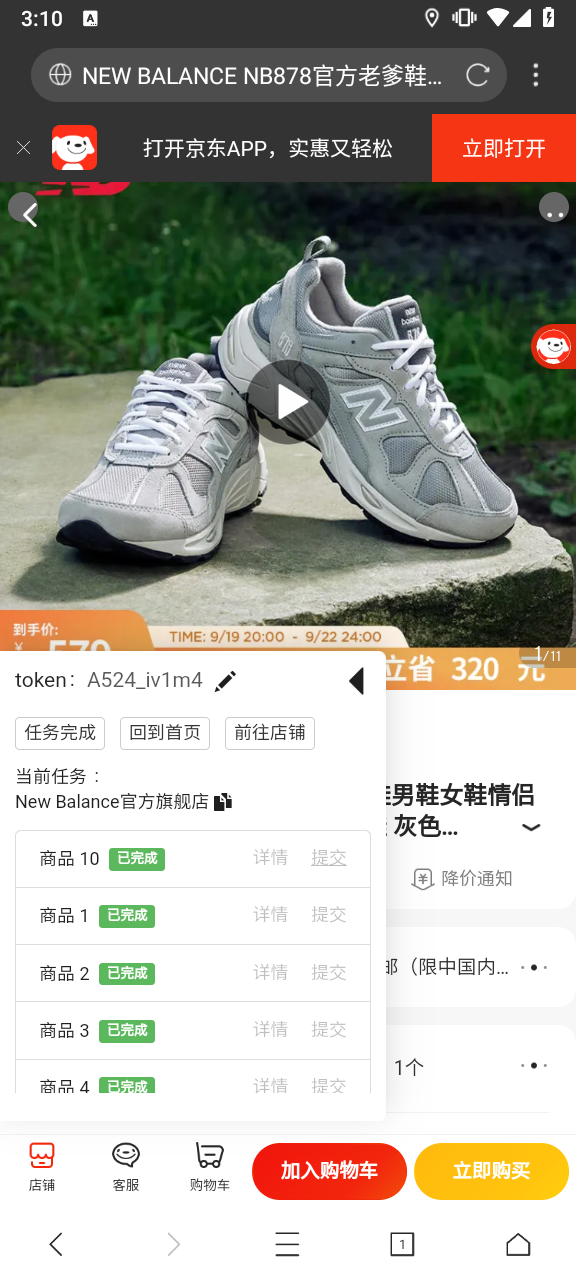 3:10
A
NEW BALANCE NB878官方老爹鞋...
打开京东APP，实惠又轻松
立即打开
new balance
878
N
到手价:
¥ 579
TIME: 9/19 20:00 - 9/22 24:00
立省 320 元
1/11
token： A524_iv1m4
任务完成 回到首页 前往店铺
当前任务：
New Balance官方旗舰店
商品 10 已完成 详情 提交
商品 1 已完成 详情 提交
商品 2 已完成 详情 提交
商品 3 已完成 详情 提交
商品 4 已完成 详情 提交
男鞋女鞋情侣
灰色...
降价通知
邮（限中国内...
1个
店铺
客服
购物车
加入购物车
立即购买
1